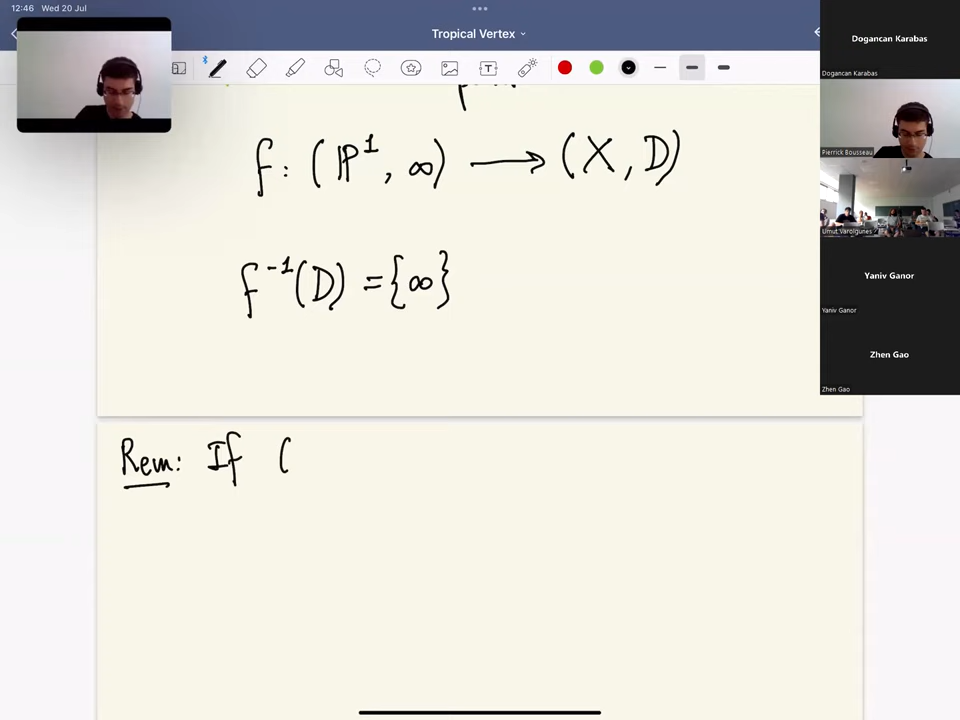 12:46 Wed 20 Jul
Tropical Vertex
f: (ℙ¹, ∞) ⟶ (X, D)
f⁻¹(D) = {∞}
Rem: If (
Dogancan Karabas
Dogancan Karabas
Pierrick Bousseau
Umut Varolgunes
Yaniv Ganor
Yaniv Ganor
Zhen Gao
Zhen Gao